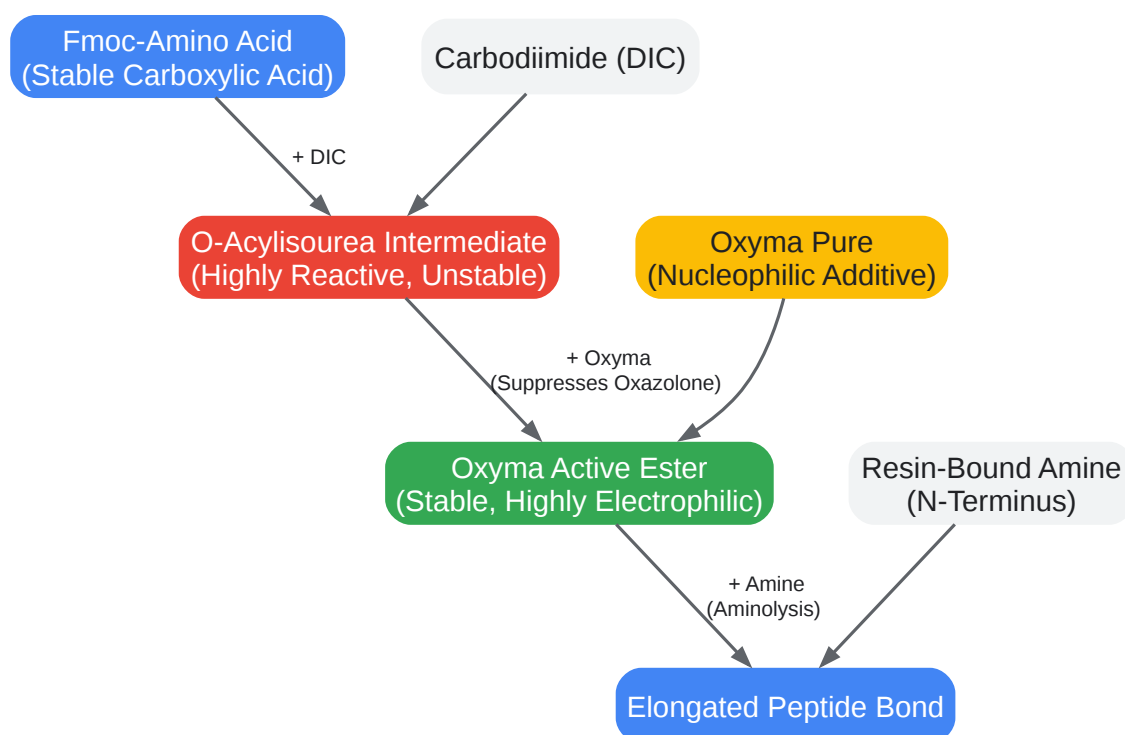 Fmoc-Amino Acid
(Stable Carboxylic Acid)
Carbodiimide (DIC)
+ DIC
O-Acylisourea Intermediate
(Highly Reactive, Unstable)
Oxyma Pure
(Nucleophilic Additive)
+ Oxyma
(Suppresses Oxazolone)
Oxyma Active Ester
(Stable, Highly Electrophilic)
Resin-Bound Amine
(N-Terminus)
+ Amine
(Aminolysis)
Elongated Peptide Bond